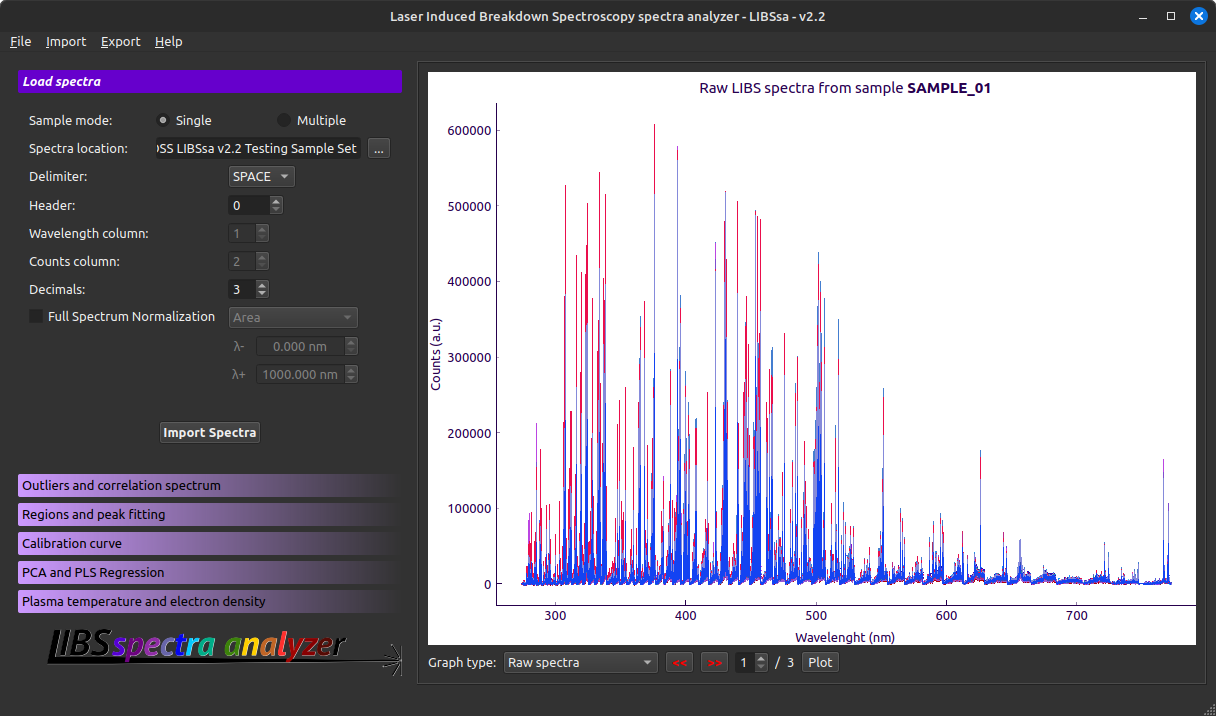 Laser Induced Breakdown Spectroscopy spectra analyzer - LIBSsa - v2.2
File Import Export Help
Load spectra
Sample mode: Single Multiple
Spectra location: OSS LIBSsa v2.2 Testing Sample Set ...
Delimiter: SPACE
Header: 0
Wavelength column: 1
Counts column: 2
Decimals: 3
Full Spectrum Normalization Area
λ- 0.000 nm
λ+ 1000.000 nm
Import Spectra
Outliers and correlation spectrum
Regions and peak fitting
Calibration curve
PCA and PLS Regression
Plasma temperature and electron density
LIBSspectra analyzer
Raw LIBS spectra from sample SAMPLE_01
Counts (a.u.)
600000
500000
400000
300000
200000
100000
0
300 400 500 600 700
Wavelenght (nm)
Graph type: Raw spectra << >> 1 / 3 Plot